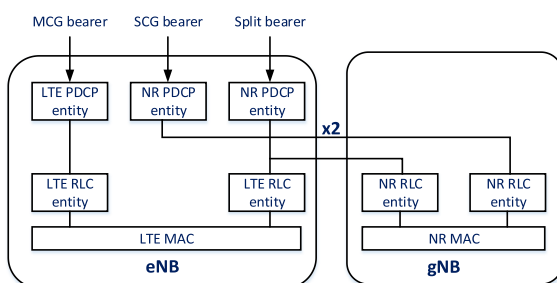 MCG bearer SCG bearer Split bearer
LTE PDCP entity NR PDCP entity NR PDCP entity
x2
LTE RLC entity LTE RLC entity NR RLC entity NR RLC entity
LTE MAC NR MAC
eNB gNB